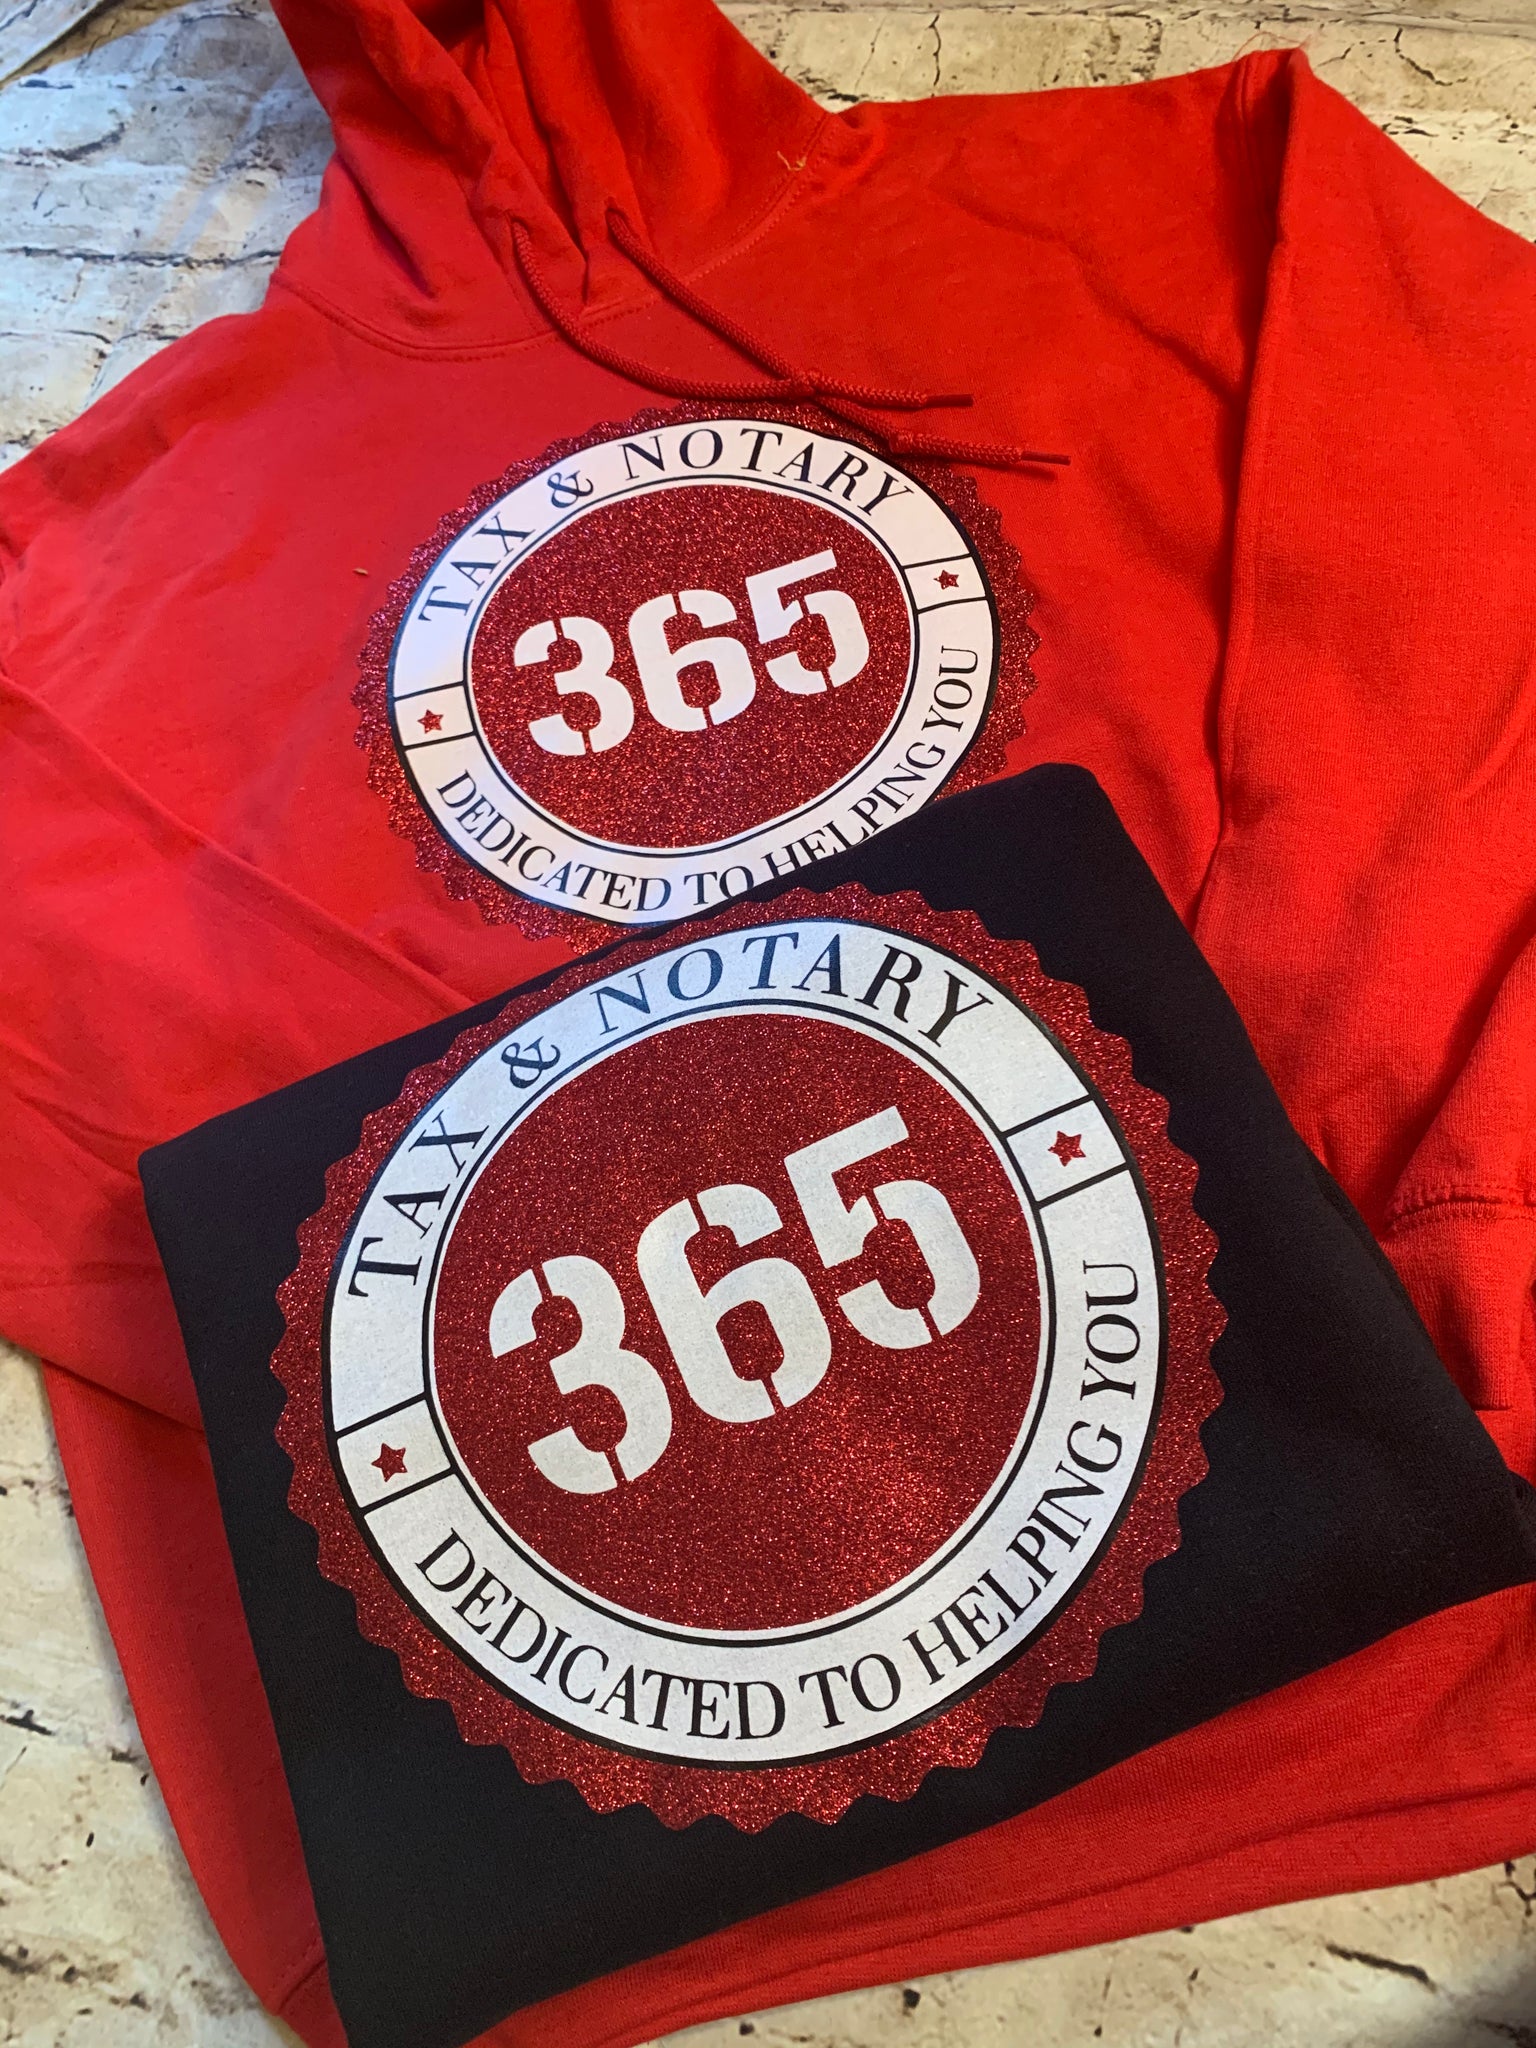 TAX & NOTARY
365
DEDICATED TO HELPING YOU
TAX & NOTARY
365
DEDICATED TO HELPING YOU